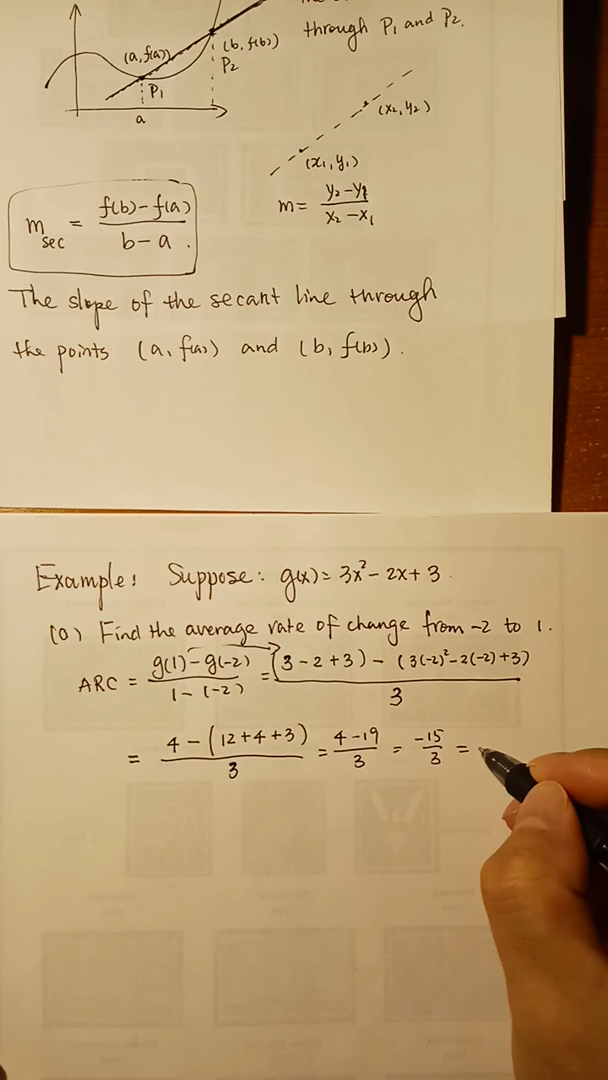 through P₁ and P₂.
(a, f(a))
(b, f(b))
P₁
P₂
a
(x₂, y₂)
(x₁, y₁)
m = (y₂ - y₁)/(x₂ - x₁)
m_sec = (f(b) - f(a))/(b - a).
The slope of the secant line through
the points (a, f(a)) and (b, f(b)).
Example: Suppose: g(x) = 3x² - 2x + 3.
(a) Find the average rate of change from -2 to 1.
ARC = (g(1) - g(-2))/(1 - (-2)) = ((3 - 2 + 3) - (3(-2)² - 2(-2) + 3))/3
= (4 - (12 + 4 + 3))/3 = (4 - 19)/3 = -15/3 =